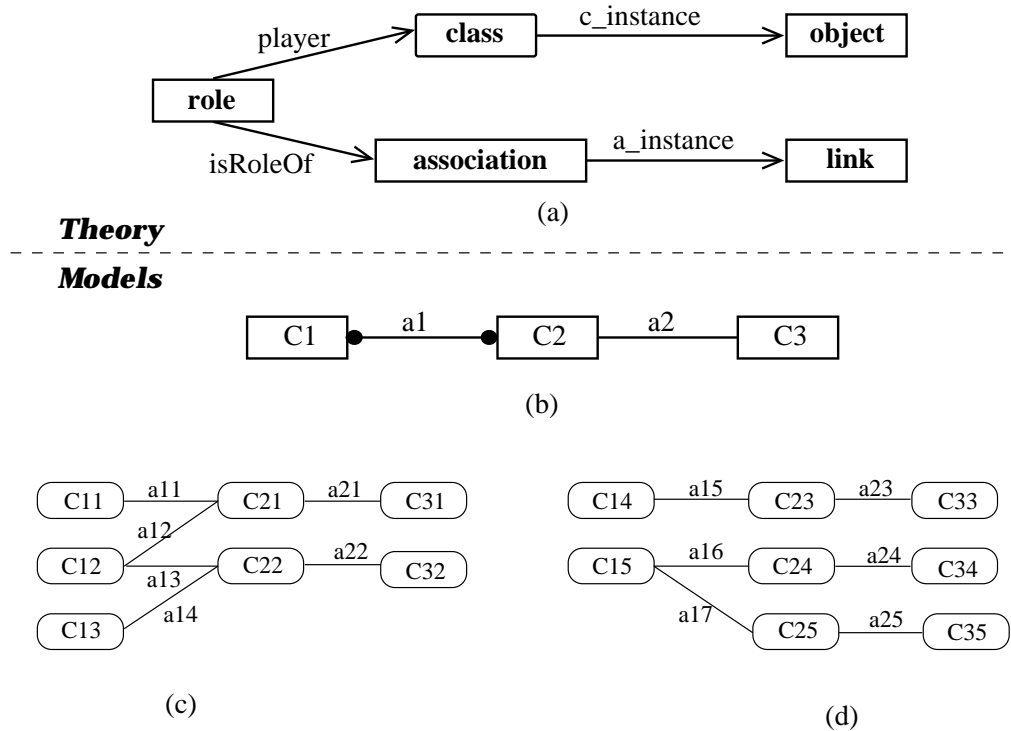 player
class
c_instance
object
role
isRoleOf
association
a_instance
link
(a)
Theory
Models
C1
a1
C2
a2
C3
(b)
C11
a11
C21
a21
C31
a12
C12
a13
C22
a22
C32
a14
C13
(c)
C14
a15
C23
a23
C33
C15
a16
C24
a24
C34
a17
C25
a25
C35
(d)